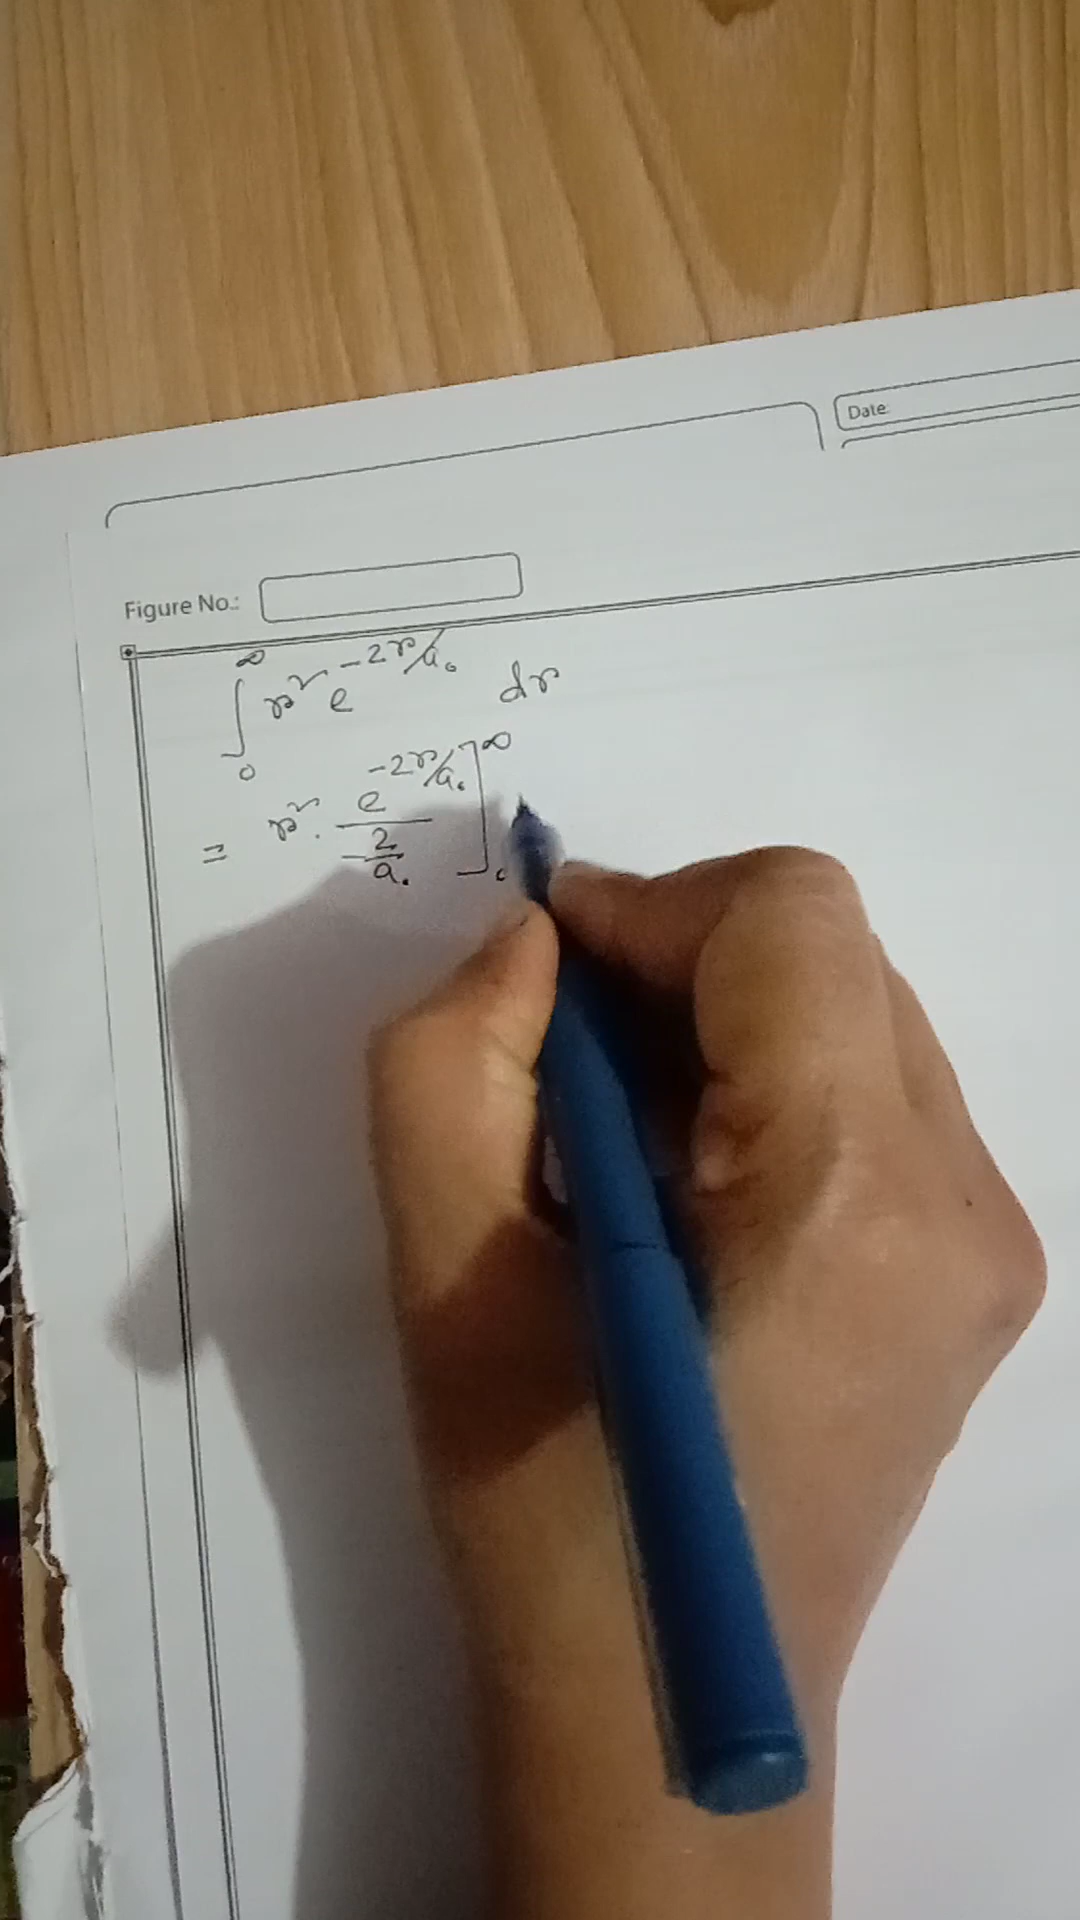 Date:
Figure No.:
∫₀^∞ r² e^(-2r/a₀) dr
= r² · e^(-2r/a₀) / (-2/a₀) ]₀^∞